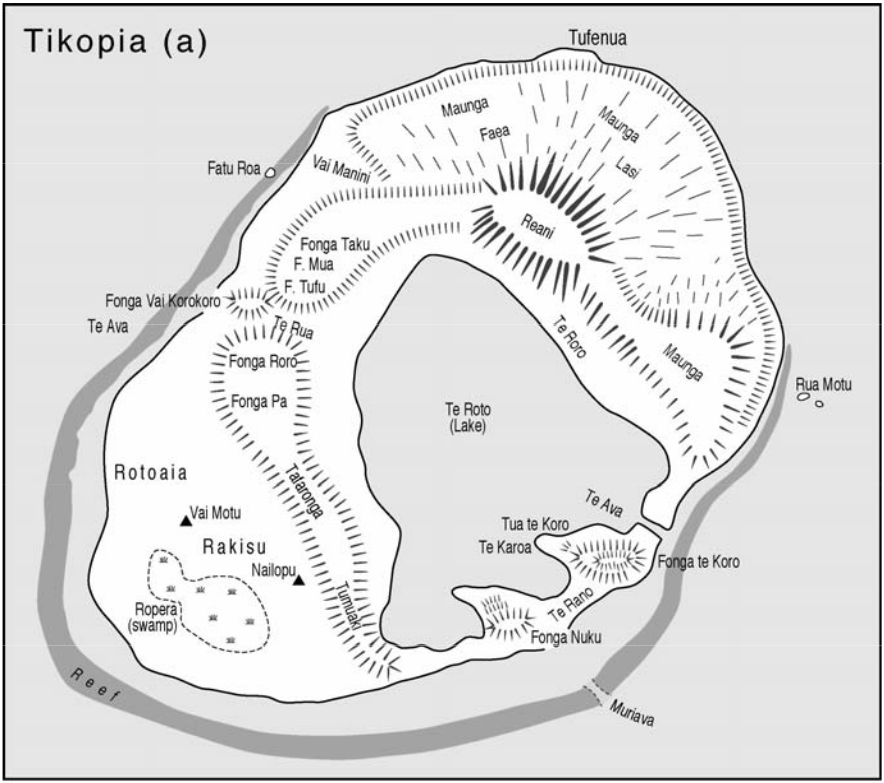 Tikopia (a)
Tufenua
Maunga
Faea
Maunga
Lasi
Fatu Roa
Vai Manini
Reani
Fonga Taku
F. Mua
F. Tufu
Fonga Vai Korokoro
Te Ava
Te Rua
Te Roro
Fonga Roro
Maunga
Rua Motu
Fonga Pa
Te Roto
(Lake)
Rotoaia
Tafaronga
Te Ava
Vai Motu
Tua te Koro
Rakisu
Te Karoa
Fonga te Koro
Nailopu
Tumuaki
Te Rano
Ropera
(swamp)
Fonga Nuku
Reef
Muriava